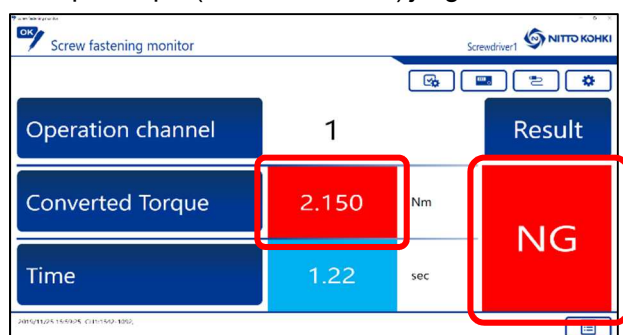 OK
Screw fastening monitor
Screwdriver1
NITTO KOHKI
Operation channel
1
Result
Converted Torque
2.150
Nm
NG
Time
1.22
sec